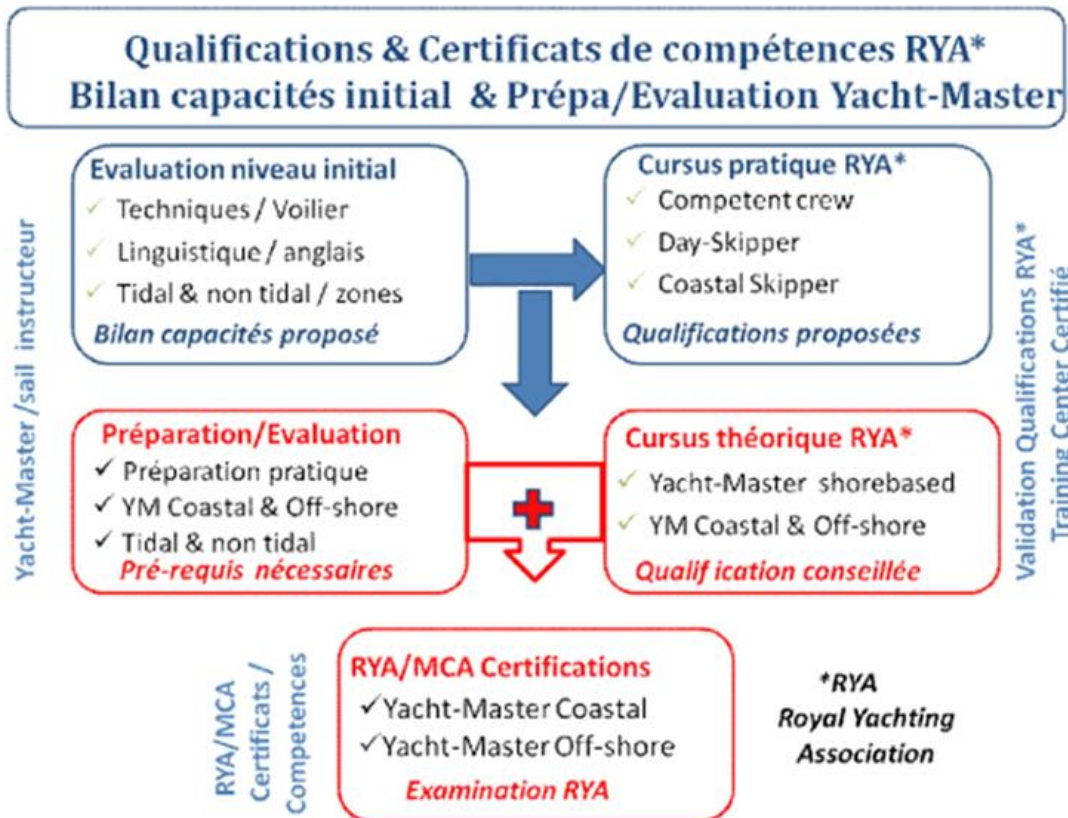 Qualifications & Certificats de compétences RYA*
Bilan capacités initial & Prépa/Evaluation Yacht-Master
Yacht-Master /sail instructeur
Evaluation niveau initial
✓ Techniques / Voilier
✓ Linguistique / anglais
✓ Tidal & non tidal / zones
Bilan capacités proposé
Cursus pratique RYA*
✓ Competent crew
✓ Day-Skipper
✓ Coastal Skipper
Qualifications proposées
Validation Qualifications RYA*
Training Center Certifié
Préparation/Evaluation
✓ Préparation pratique
✓ YM Coastal & Off-shore
✓ Tidal & non tidal
Pré-requis nécessaires
Cursus théorique RYA*
✓ Yacht-Master shorebased
✓ YM Coastal & Off-shore
Qualification conseillée
RYA/MCA
Certificats /
Competences
RYA/MCA Certifications
✓Yacht-Master Coastal
✓Yacht-Master Off-shore
Examination RYA
*RYA
Royal Yachting
Association